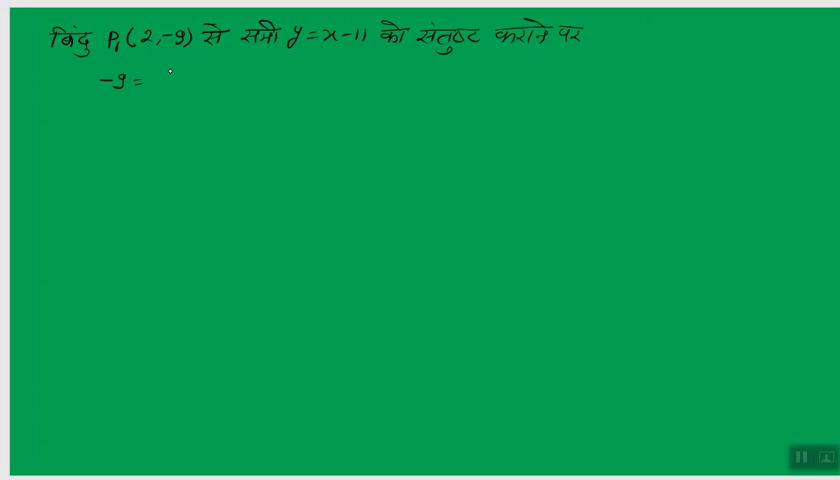 बिंदु P₁(2,-9) से समी y=x-11 को संतुष्ट कराने पर
-9=